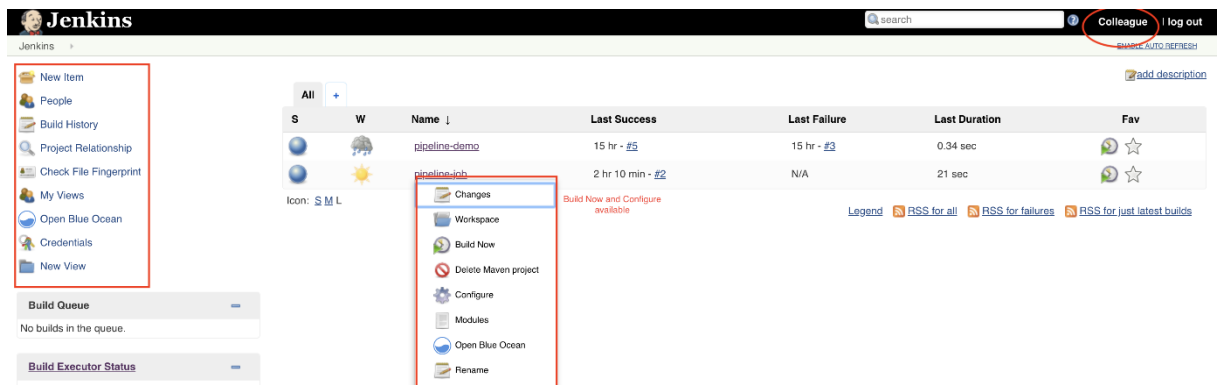 Jenkins
search
Colleague | log out
Jenkins
ENABLE AUTO REFRESH
New Item
People
Build History
Project Relationship
Check File Fingerprint
My Views
Open Blue Ocean
Credentials
New View
Build Queue
No builds in the queue.
Build Executor Status
add description
All +
S W Name ↓ Last Success Last Failure Last Duration Fav
pipeline-demo 15 hr - #5 15 hr - #3 0.34 sec
pipeline-job 2 hr 10 min - #2 N/A 21 sec
Icon: S M L
Changes
Workspace
Build Now
Delete Maven project
Configure
Modules
Open Blue Ocean
Rename
Build Now and Configure
available
Legend RSS for all RSS for failures RSS for just latest builds